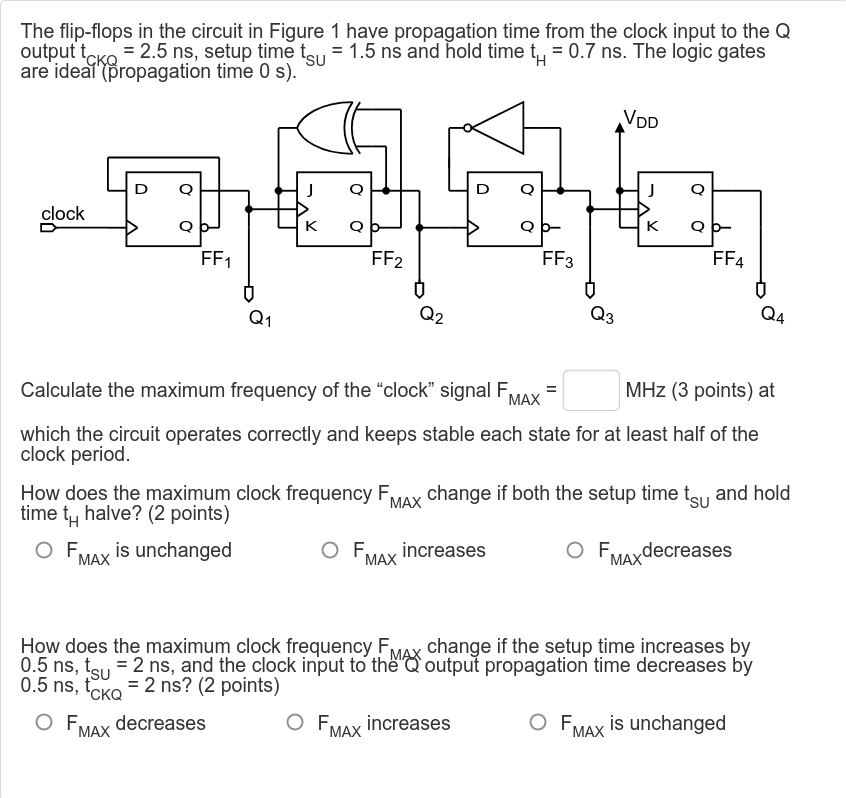 The flip-flops in the circuit in Figure 1 have propagation time from the clock input to the Q
output tCKQ = 2.5 ns, setup time tSU = 1.5 ns and hold time tH = 0.7 ns. The logic gates
are ideal (propagation time 0 s).
VDD
D Q J Q D Q J Q
clock
Q K Q Q K Q
FF1 FF2 FF3 FF4
Q1 Q2 Q3 Q4
Calculate the maximum frequency of the “clock” signal FMAX = MHz (3 points) at
which the circuit operates correctly and keeps stable each state for at least half of the
clock period.
How does the maximum clock frequency FMAX change if both the setup time tSU and hold
time tH halve? (2 points)
FMAX is unchanged FMAX increases FMAXdecreases
How does the maximum clock frequency FMAX change if the setup time increases by
0.5 ns, tSU = 2 ns, and the clock input to the Q output propagation time decreases by
0.5 ns, tCKQ = 2 ns? (2 points)
FMAX decreases FMAX increases FMAX is unchanged